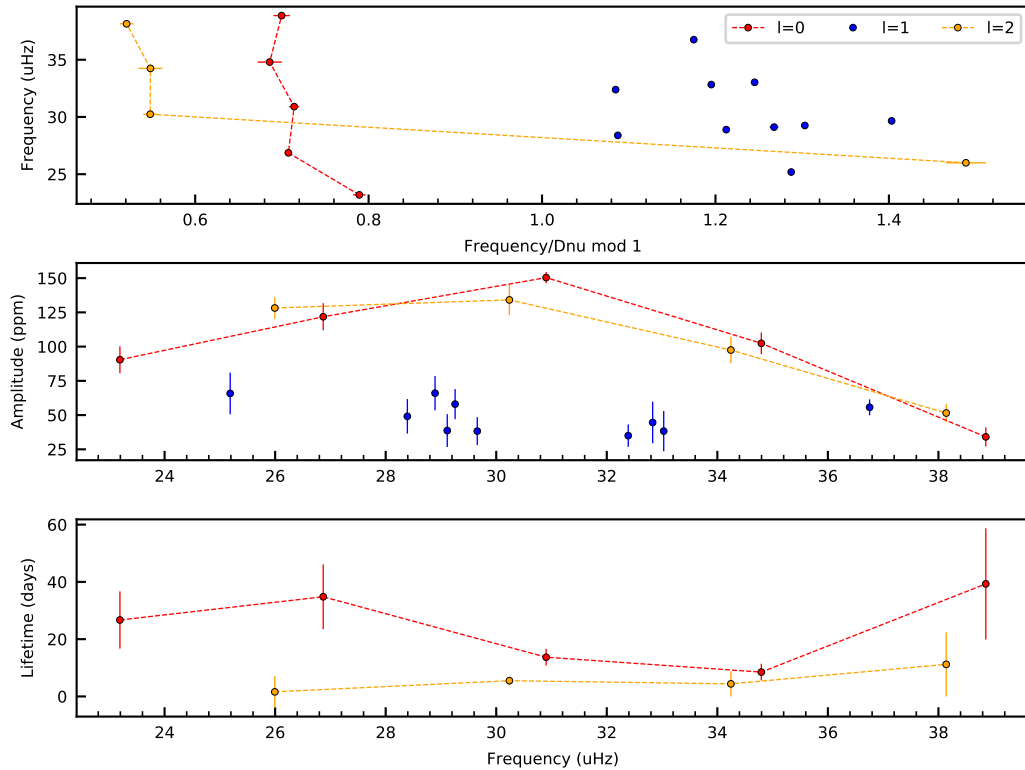 l=0 l=1 l=2
Frequency (uHz)
35
30
25
0.6 0.8 1.0 1.2 1.4
Frequency/Dnu mod 1
Amplitude (ppm)
150
125
100
75
50
25
24 26 28 30 32 34 36 38
Lifetime (days)
60
40
20
0
24 26 28 30 32 34 36 38
Frequency (uHz)